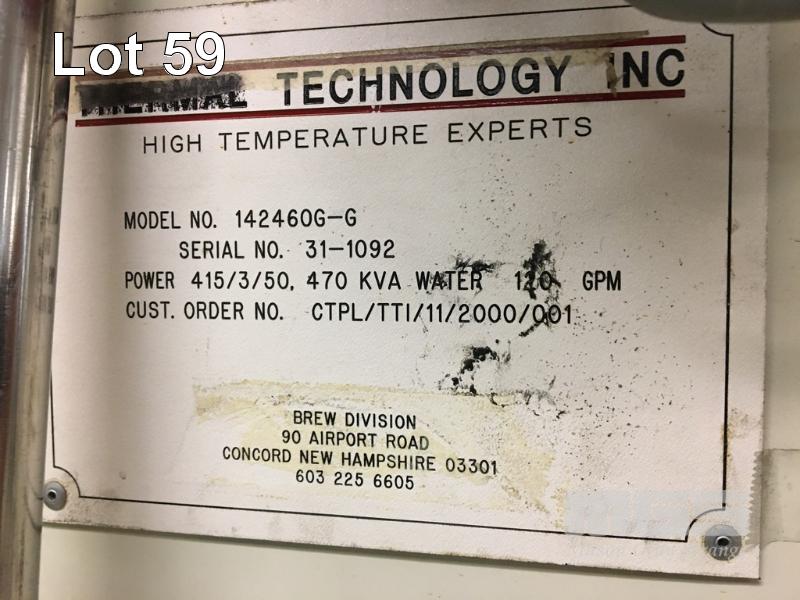 Lot 59
THERMAL TECHNOLOGY INC
HIGH TEMPERATURE EXPERTS
MODEL NO. 142460G-G
SERIAL NO. 31-1092
POWER 415/3/50, 470 KVA WATER 120 GPM
CUST. ORDER NO. CTPL/TTI/11/2000/001
BREW DIVISION
90 AIRPORT ROAD
CONCORD NEW HAMPSHIRE 03301
603 225 6605